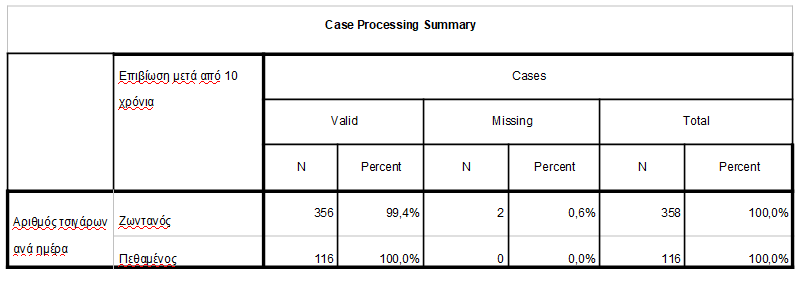 Case Processing Summary
Επιβίωση μετά από 10
χρόνια
Cases
Valid Missing Total
N Percent N Percent N Percent
Αριθμός τσιγάρων
ανά ημέρα
Ζωντανός 356 99,4% 2 0,6% 358 100,0%
Πεθαμένος 116 100,0% 0 0,0% 116 100,0%